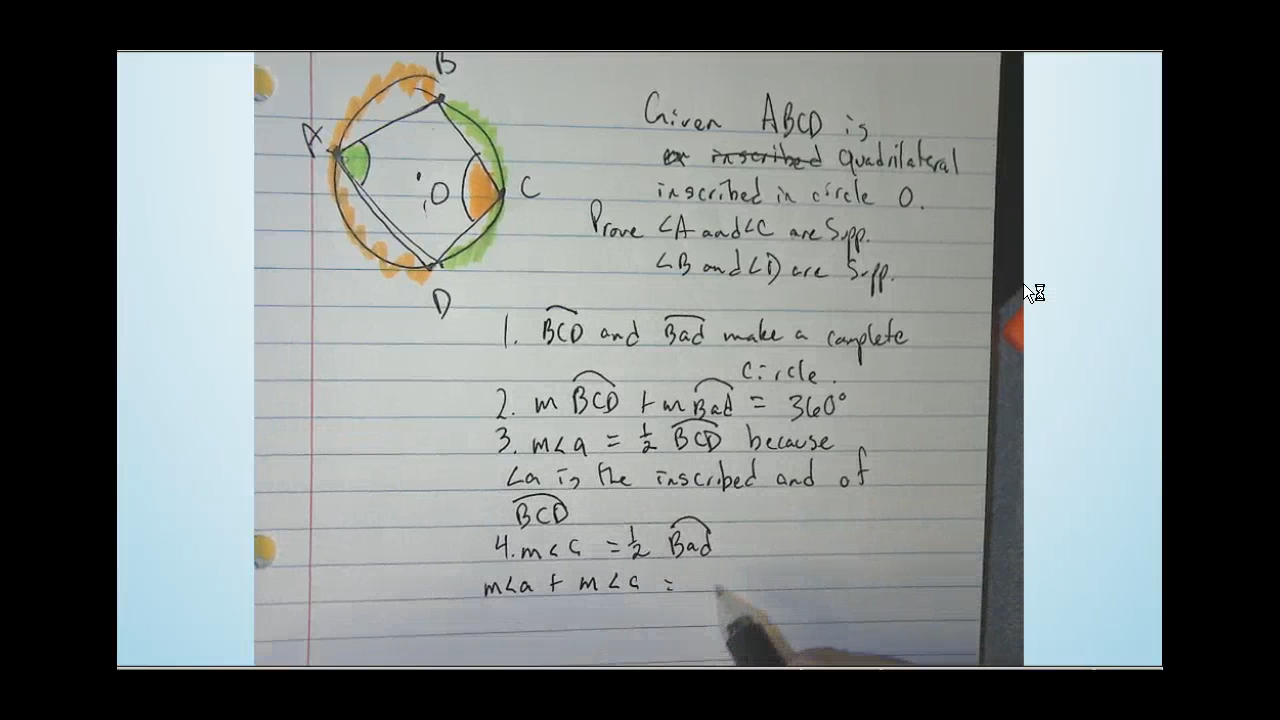 B
A
O
C
D
Given ABCD is
inscribed quadrilateral
inscribed in circle O.
Prove ∠A and ∠C are Supp.
∠B and ∠D are Supp.
1. BCD and Bad make a complete
circle.
2. m BCD + m Bad = 360°
3. m∠a = 1/2 BCD because
∠a is the inscribed and of
BCD
4. m∠c = 1/2 Bad
m∠a + m∠c =